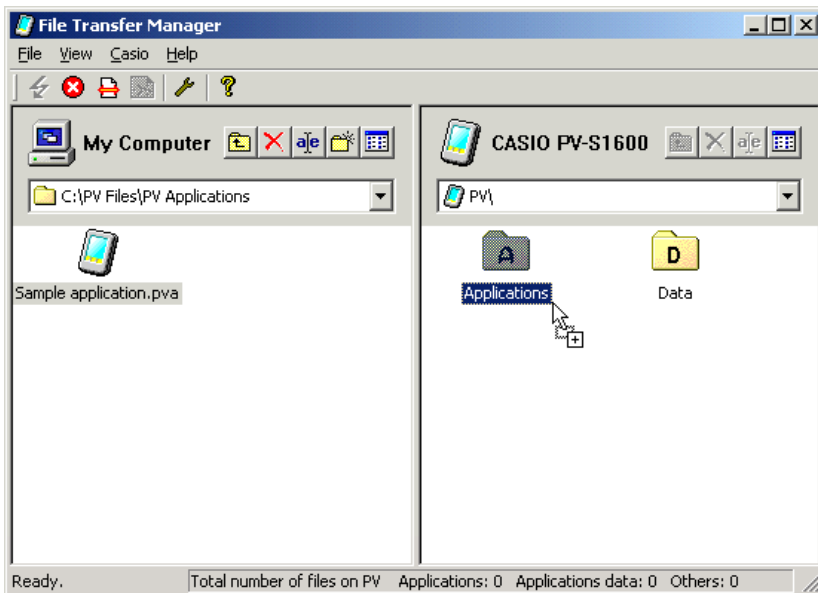 File Transfer Manager
File View Casio Help
My Computer
aє
C:\PV Files\PV Applications
Sample application.pva
CASIO PV-S1600
PV\
A
Applications
D
Data
Ready.
Total number of files on PV Applications: 0 Applications data: 0 Others: 0